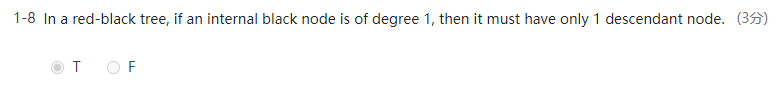 1-8 In a red-black tree, if an internal black node is of degree 1, then it must have only 1 descendant node. (3分)
T F